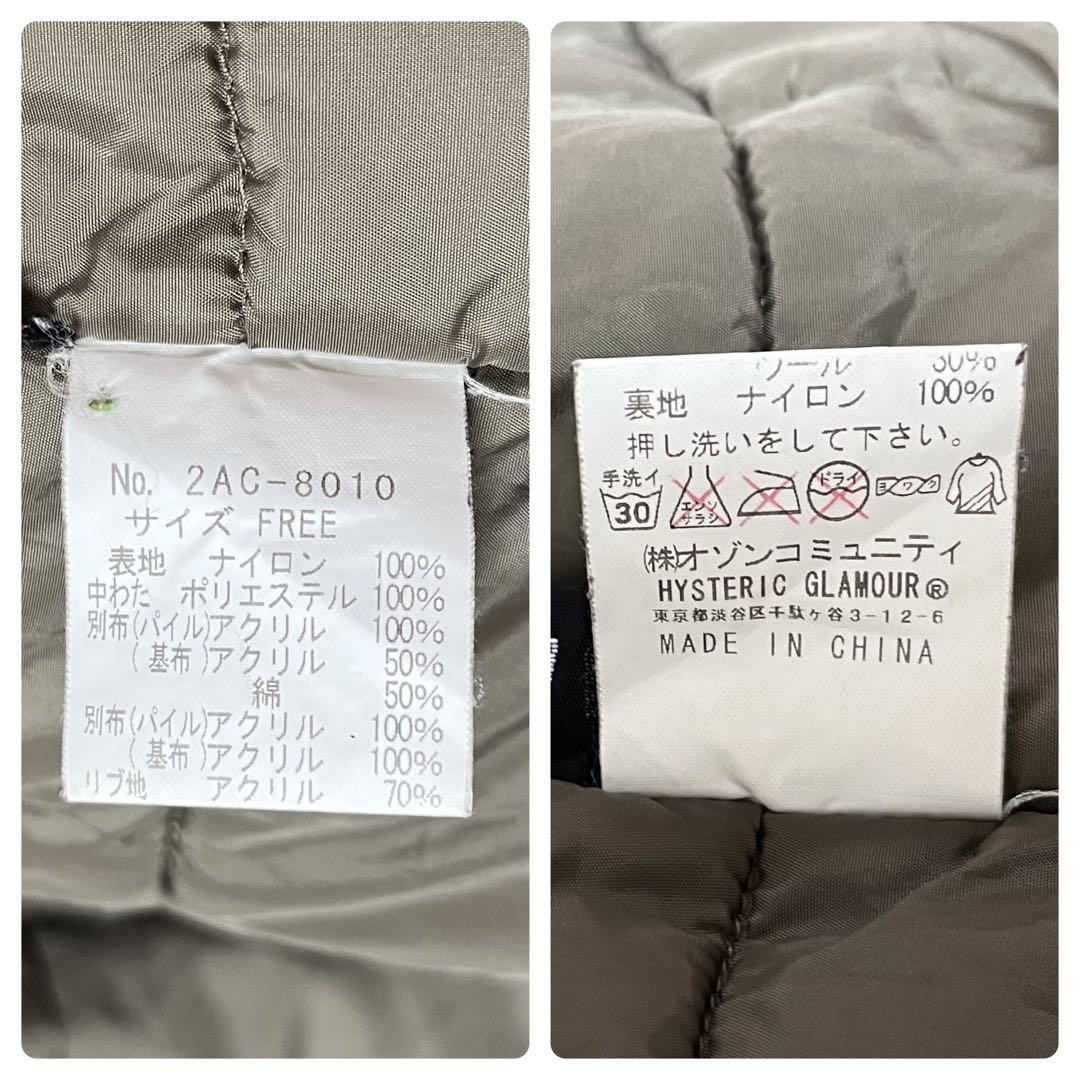 No. 2AC-8010
サイズ FREE
表地 ナイロン 100%
中わた ポリエステル 100%
別布(パイル)アクリル 100%
(基布)アクリル 50%
綿 50%
別布(パイル)アクリル 100%
(基布)アクリル 100%
リブ地 アクリル 70%
ウール 30%
裏地 ナイロン 100%
押し洗いをして下さい。
手洗イ 30 エンソサラシ ドライ ヨワク
(株)オゾンコミュニティ
HYSTERIC GLAMOUR®
東京都渋谷区千駄ヶ谷3-12-6
MADE IN CHINA